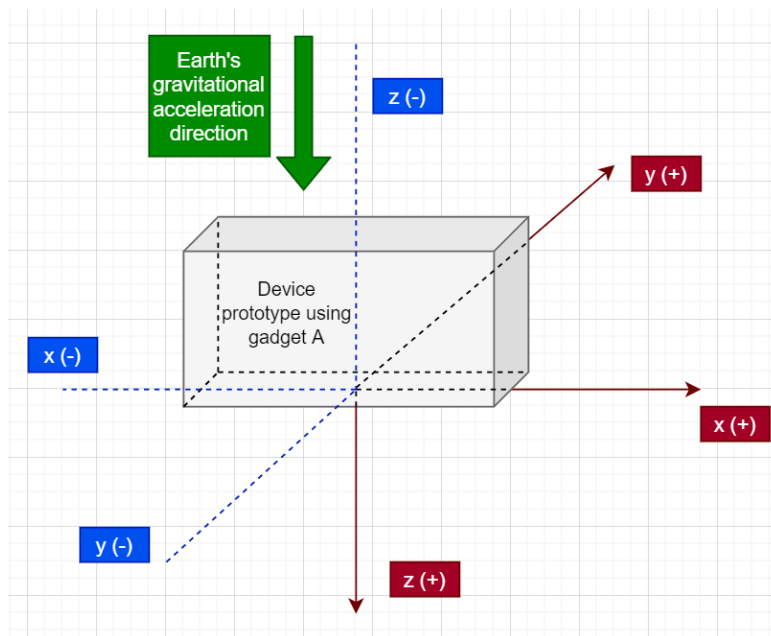 Earth's
gravitational
acceleration
direction
z (-)
y (+)
Device
prototype using
gadget A
x (-)
x (+)
y (-)
z (+)